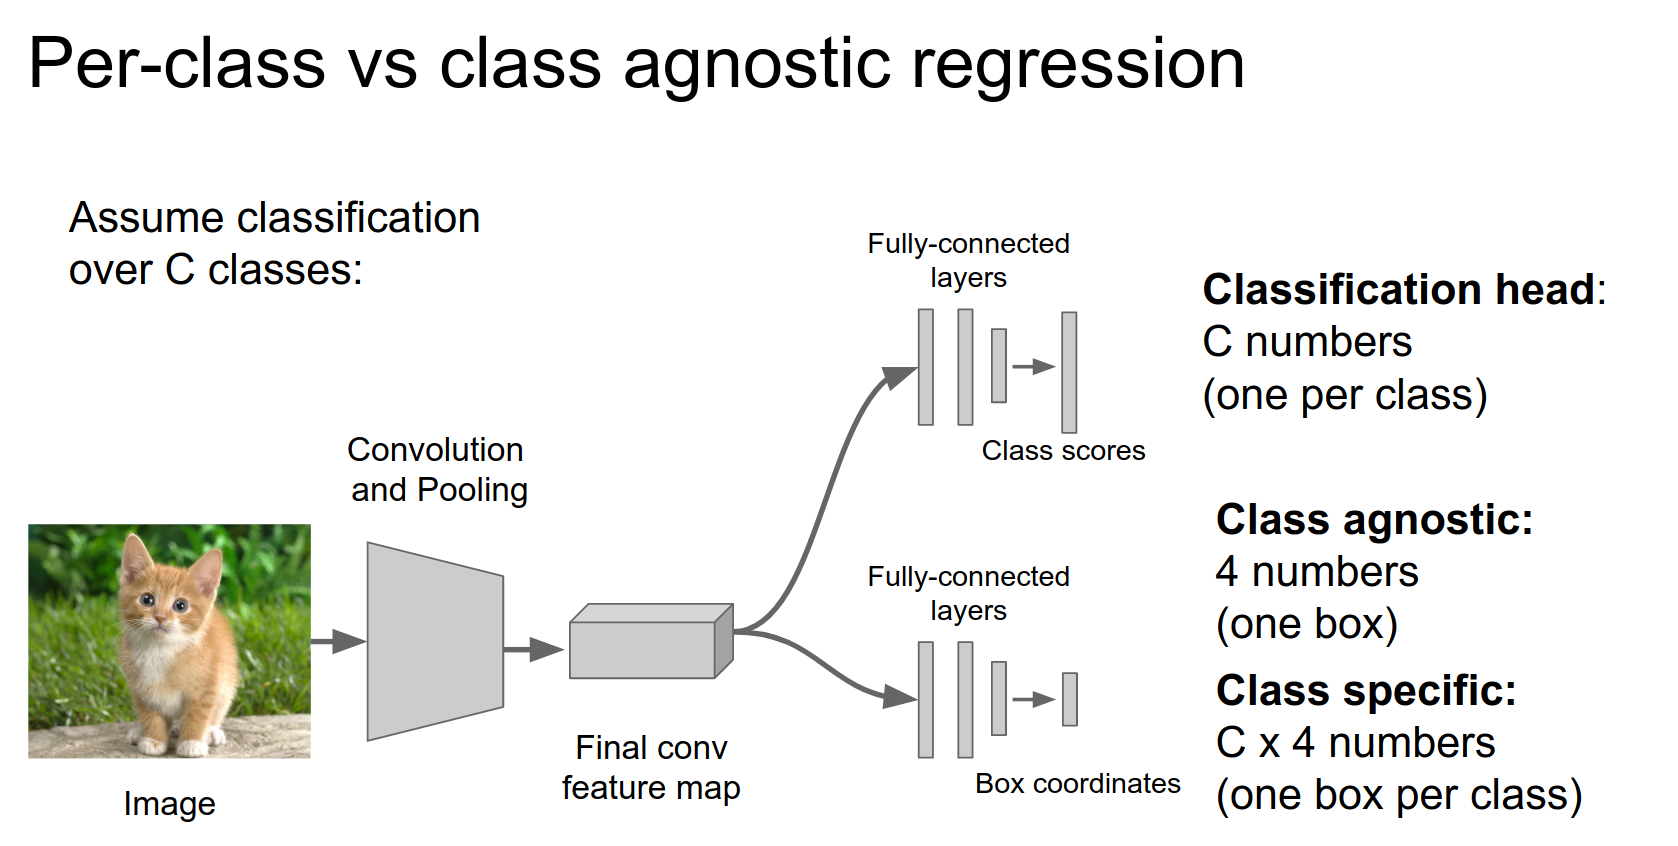 Per-class vs class agnostic regression
Assume classification
over C classes:
Convolution
and Pooling
Image
Final conv
feature map
Fully-connected
layers
Class scores
Classification head:
C numbers
(one per class)
Fully-connected
layers
Box coordinates
Class agnostic:
4 numbers
(one box)
Class specific:
C x 4 numbers
(one box per class)